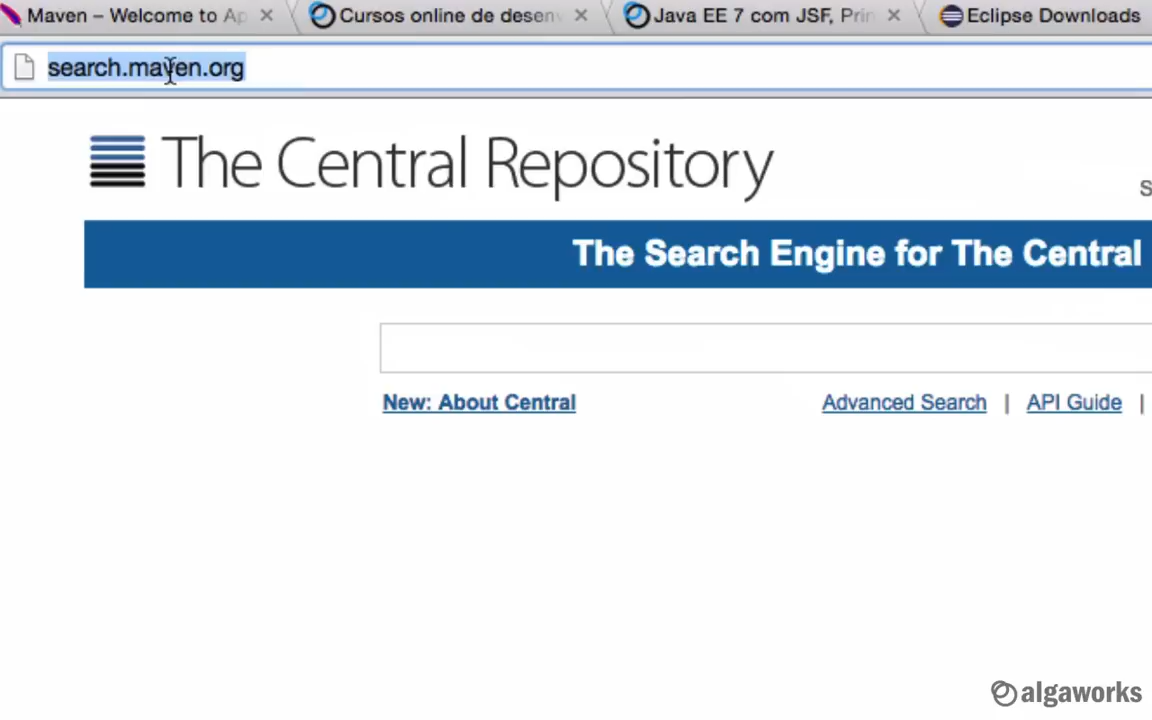 Maven – Welcome to Ap
Cursos online de desenv
Java EE 7 com JSF, Prin
Eclipse Downloads
search.maven.org
The Central Repository
S
The Search Engine for The Central
New: About Central
Advanced Search | API Guide |
algaworks